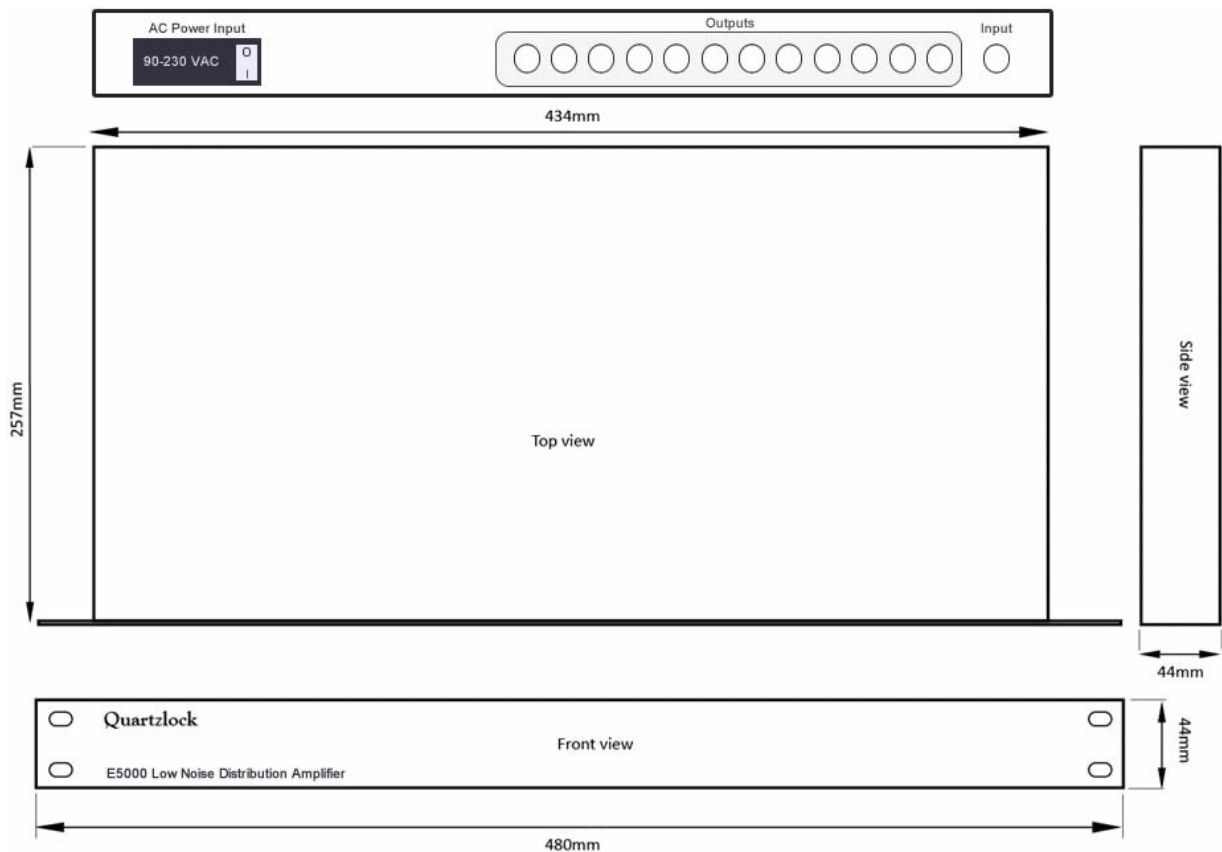 AC Power Input
90-230 VAC
O
I
Outputs
Input
434mm
257mm
Top view
Side view
44mm
Quartzlock
Front view
E5000 Low Noise Distribution Amplifier
44mm
480mm